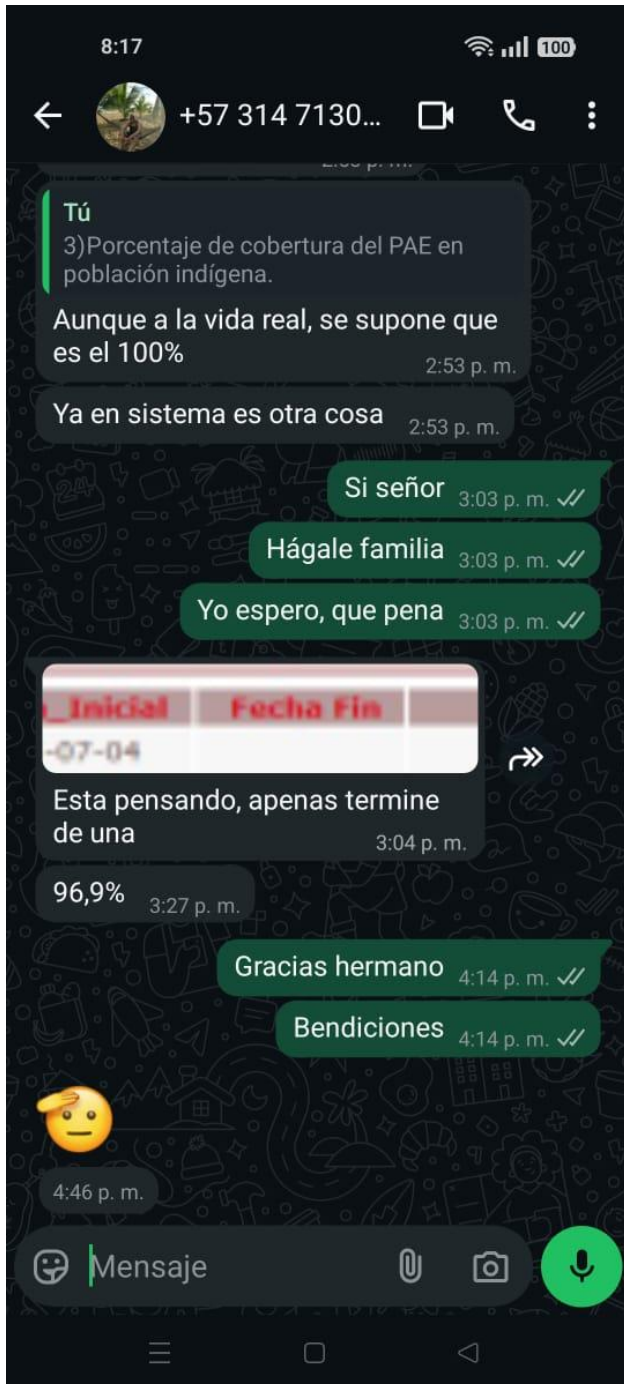 8:17
100
+57 314 7130...
Tú
3)Porcentaje de cobertura del PAE en
población indígena.
Aunque a la vida real, se supone que
es el 100%
2:53 p. m.
Ya en sistema es otra cosa 2:53 p. m.
Si señor 3:03 p. m.
Hágale familia 3:03 p. m.
Yo espero, que pena 3:03 p. m.
_Inicial Fecha Fin
-07-04
Esta pensando, apenas termine
de una
3:04 p. m.
96,9% 3:27 p. m.
Gracias hermano 4:14 p. m.
Bendiciones 4:14 p. m.
4:46 p. m.
Mensaje